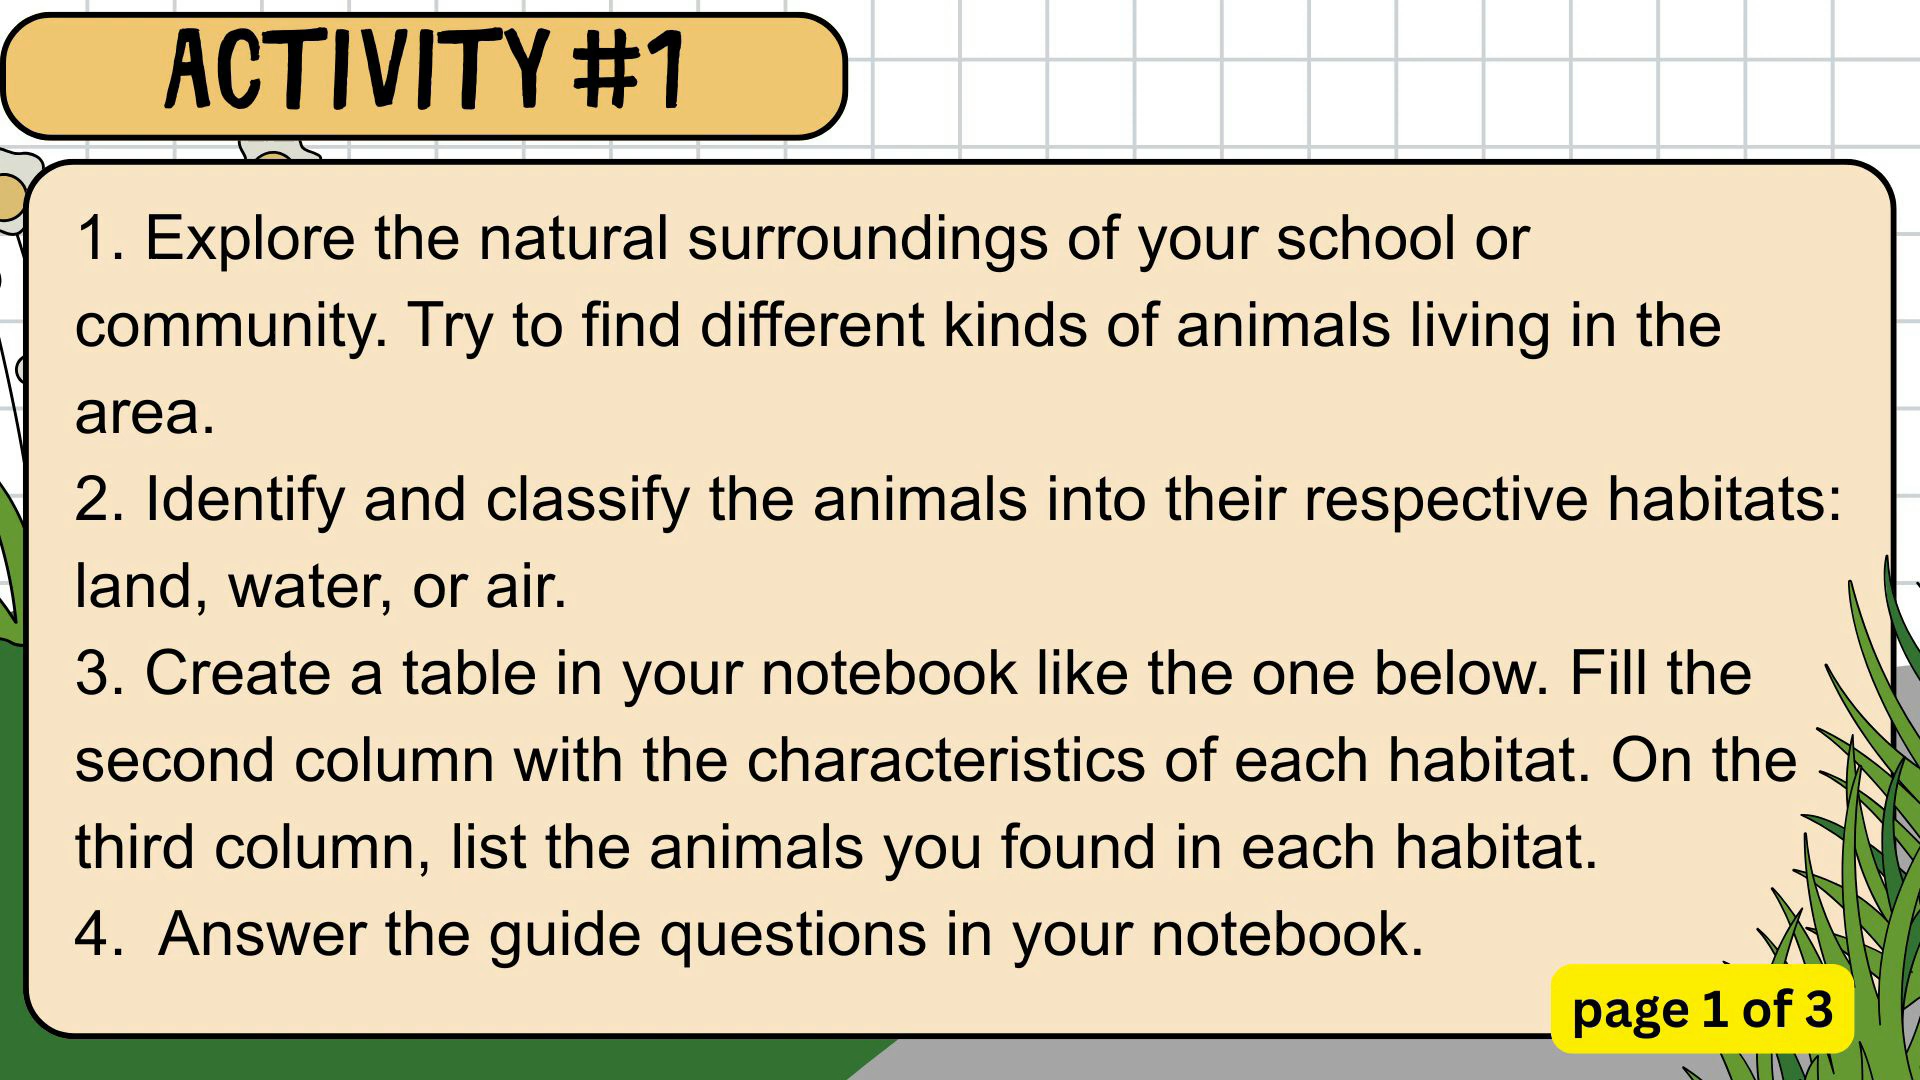 ACTIVITY #1
1. Explore the natural surroundings of your school or
community. Try to find different kinds of animals living in the
area.
2. Identify and classify the animals into their respective habitats:
land, water, or air.
3. Create a table in your notebook like the one below. Fill the
second column with the characteristics of each habitat. On the
third column, list the animals you found in each habitat.
4.  Answer the guide questions in your notebook.
page 1 of 3